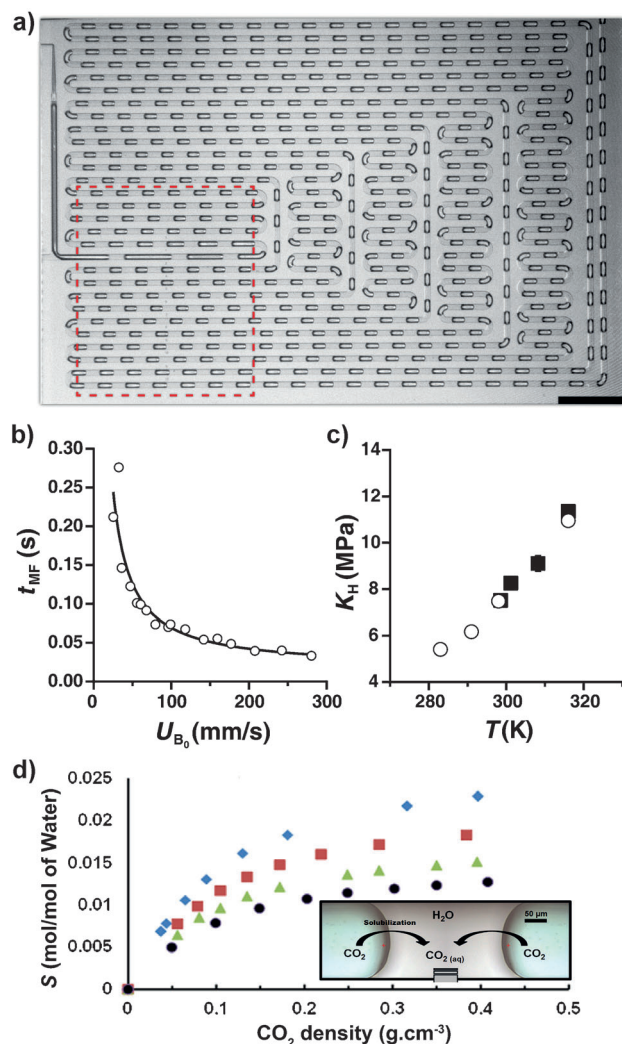 a)
b)
0.30
0.25
0.20
0.15
0.10
0.05
0.00
t_MF (s)
0 100 200 300
U_B₀ (mm/s)
c)
14
12
10
8
6
4
K_H (MPa)
280 300 320
T(K)
d)
0.025
0.02
0.015
0.01
0.005
0
S (mol/mol of Water)
0 0.1 0.2 0.3 0.4 0.5
CO₂ density (g.cm⁻³)
H₂O
50 µm
Solubilization
CO₂ CO₂ (aq) CO₂